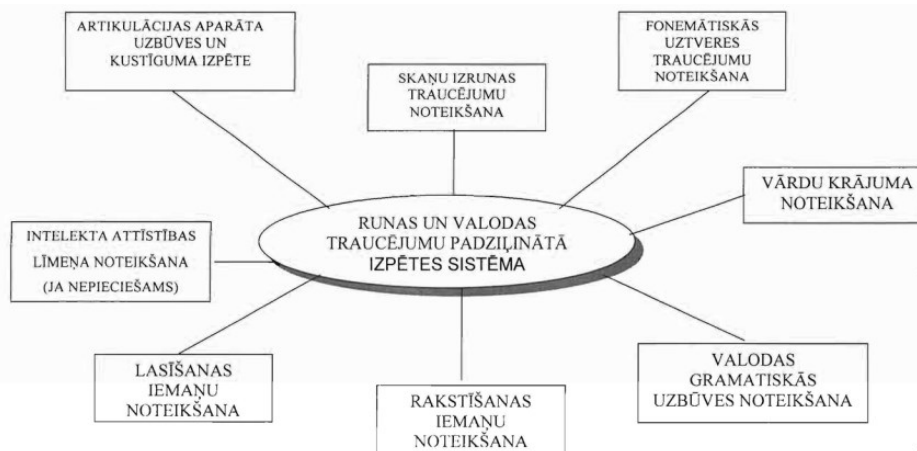 ARTIKULĀCIJAS APARĀTA
UZBŪVES UN
KUSTĪGUMA IZPĒTE
SKAŅU IZRUNAS
TRAUCĒJUMU
NOTEIKŠANA
FONEMĀTISKĀS
UZTVERES
TRAUCĒJUMU
NOTEIKŠANA
VĀRDU KRĀJUMA
NOTEIKŠANA
RUNAS UN VALODAS
TRAUCĒJUMU PADZIĻINĀTĀ
IZPĒTES SISTĒMA
INTELEKTA ATTĪSTĪBAS
LĪMEŅA NOTEIKŠANA
(JA NEPIECIEŠAMS)
LASĪŠANAS
IEMAŅU
NOTEIKŠANA
RAKSTĪŠANAS
IEMAŅU
NOTEIKŠANA
VALODAS
GRAMATISKĀS
UZBŪVES NOTEIKŠANA